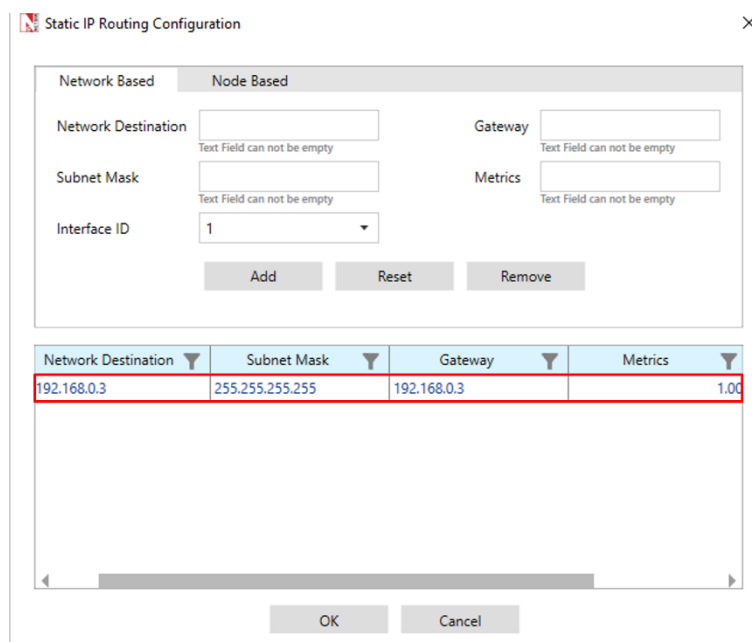 Static IP Routing Configuration
Network Based Node Based
Network Destination Gateway
Text Field can not be empty Text Field can not be empty
Subnet Mask Metrics
Text Field can not be empty Text Field can not be empty
Interface ID 1
Add Reset Remove
Network Destination Subnet Mask Gateway Metrics
192.168.0.3 255.255.255.255 192.168.0.3 1.00
OK Cancel